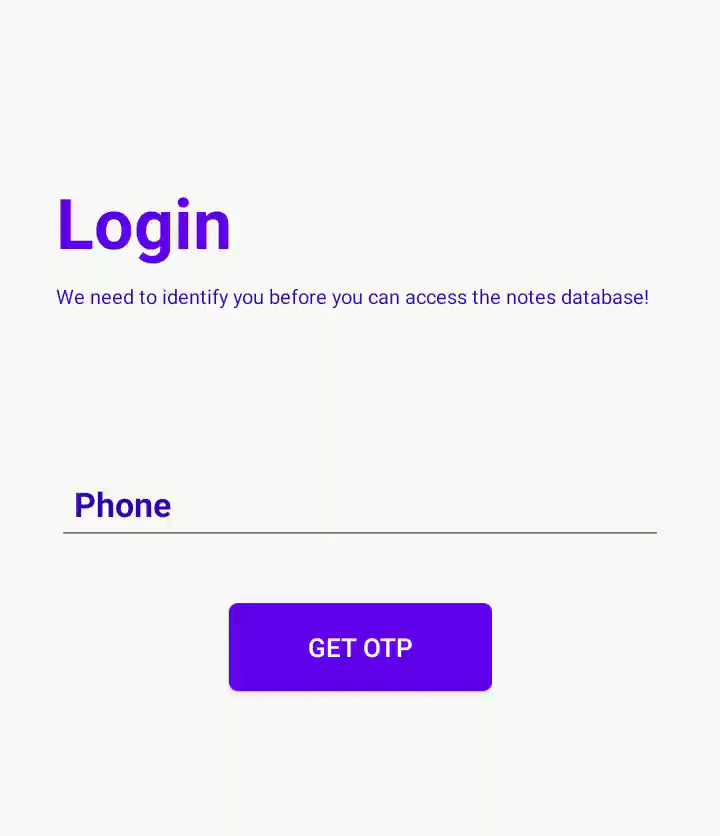 Login
We need to identify you before you can access the notes database!
Phone
GET OTP